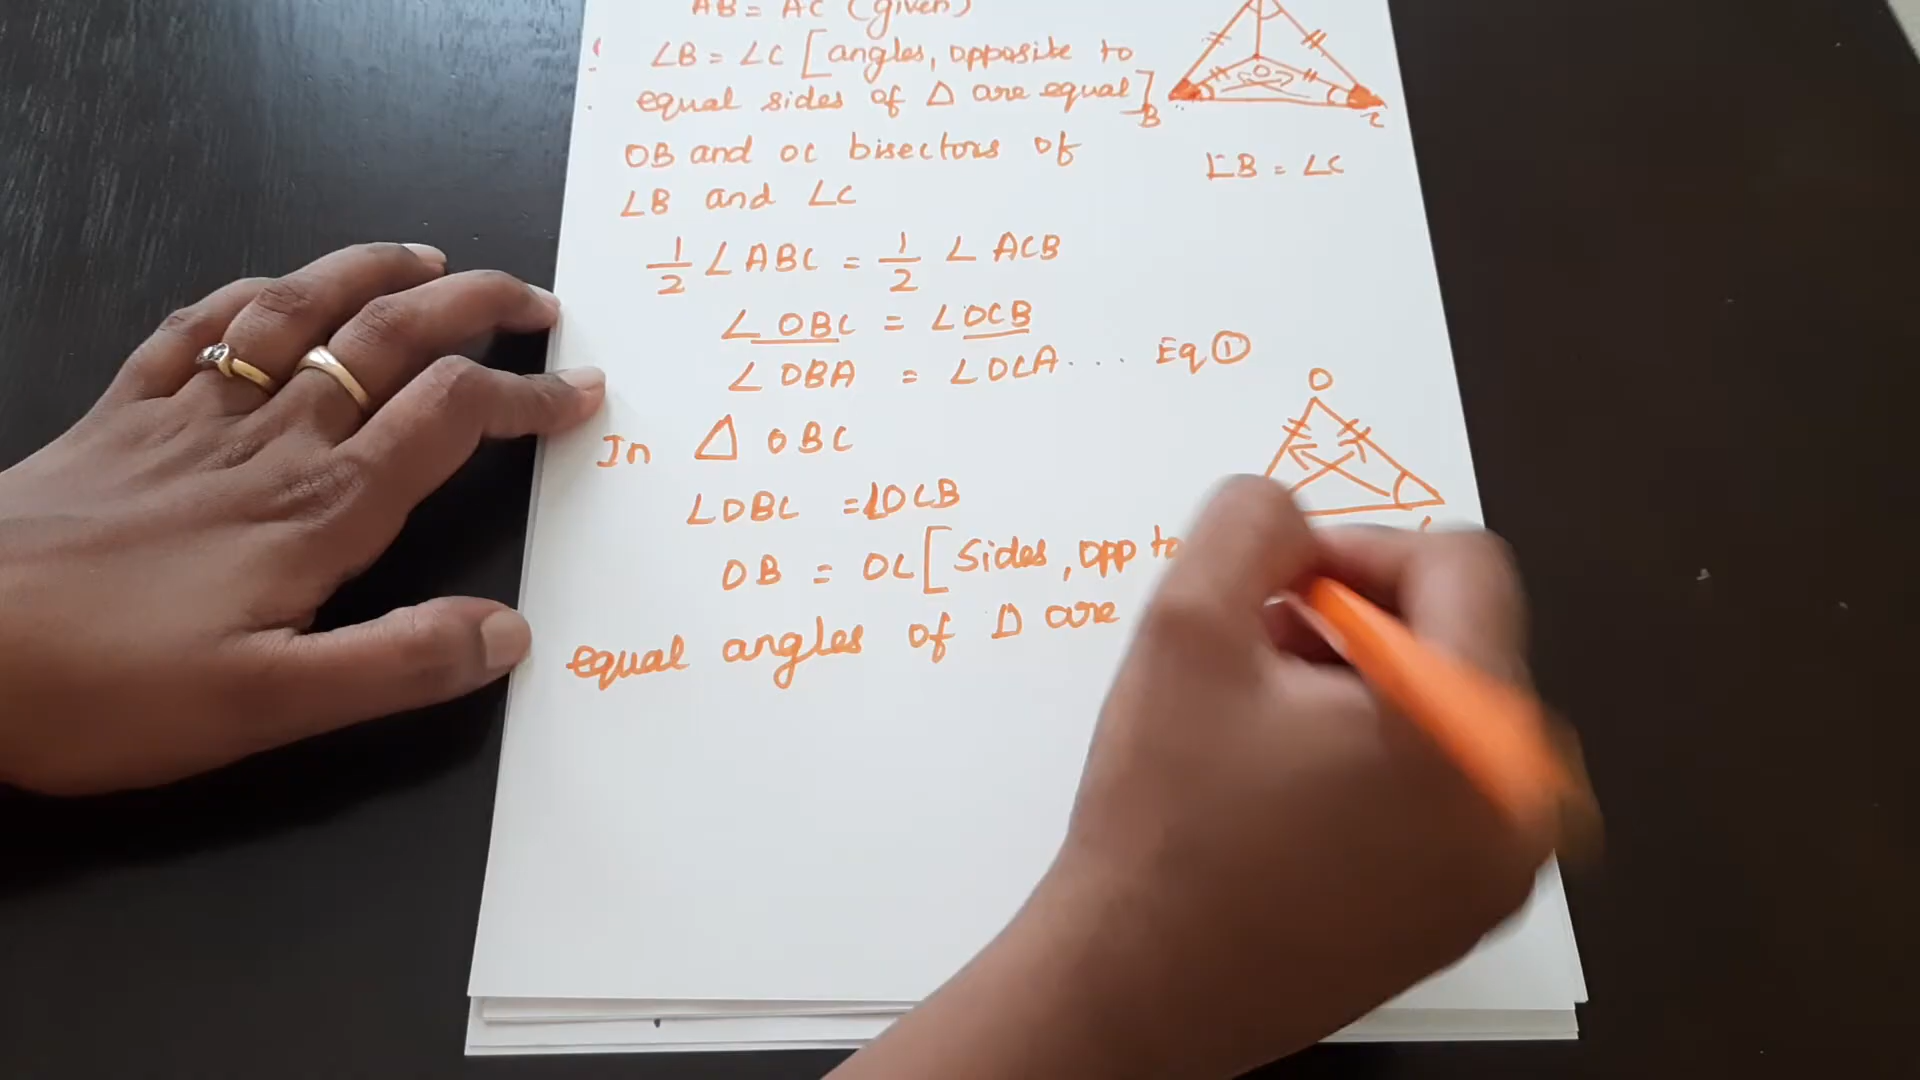 AB = AC (given)
∠B = ∠C [angles, opposite to
equal sides of Δ are equal]
B
C
O
OB and OC bisectors of
∠B and ∠C
∠B = ∠C
1/2 ∠ABC = 1/2 ∠ACB
∠OBC = ∠OCB
∠OBA = ∠OCA.... Eq ①
O
In Δ OBC
∠OBC = ∠OCB
OB = OC [Sides, opp to
equal angles of Δ are